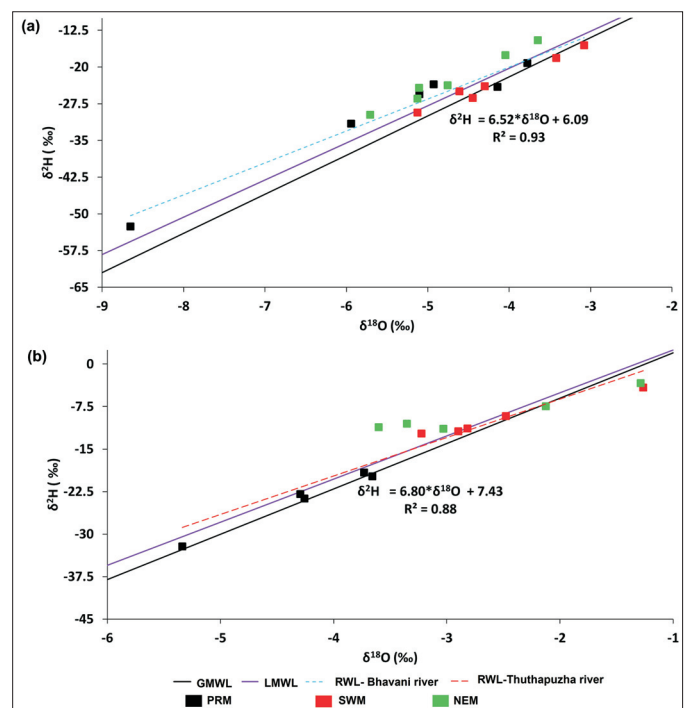 (a)
-12.5
-20
-27.5
-35
-42.5
-50
-57.5
-65
δ²H (‰)
δ²H = 6.52*δ¹⁸O + 6.09
R² = 0.93
-9 -8 -7 -6 -5 -4 -3 -2
δ¹⁸O (‰)
(b)
0
-7.5
-15
-22.5
-30
-37.5
-45
δ²H (‰)
δ²H = 6.80*δ¹⁸O + 7.43
R² = 0.88
-6 -5 -4 -3 -2 -1
δ¹⁸O (‰)
GMWL LMWL RWL- Bhavani river RWL-Thuthapuzha river
PRM SWM NEM